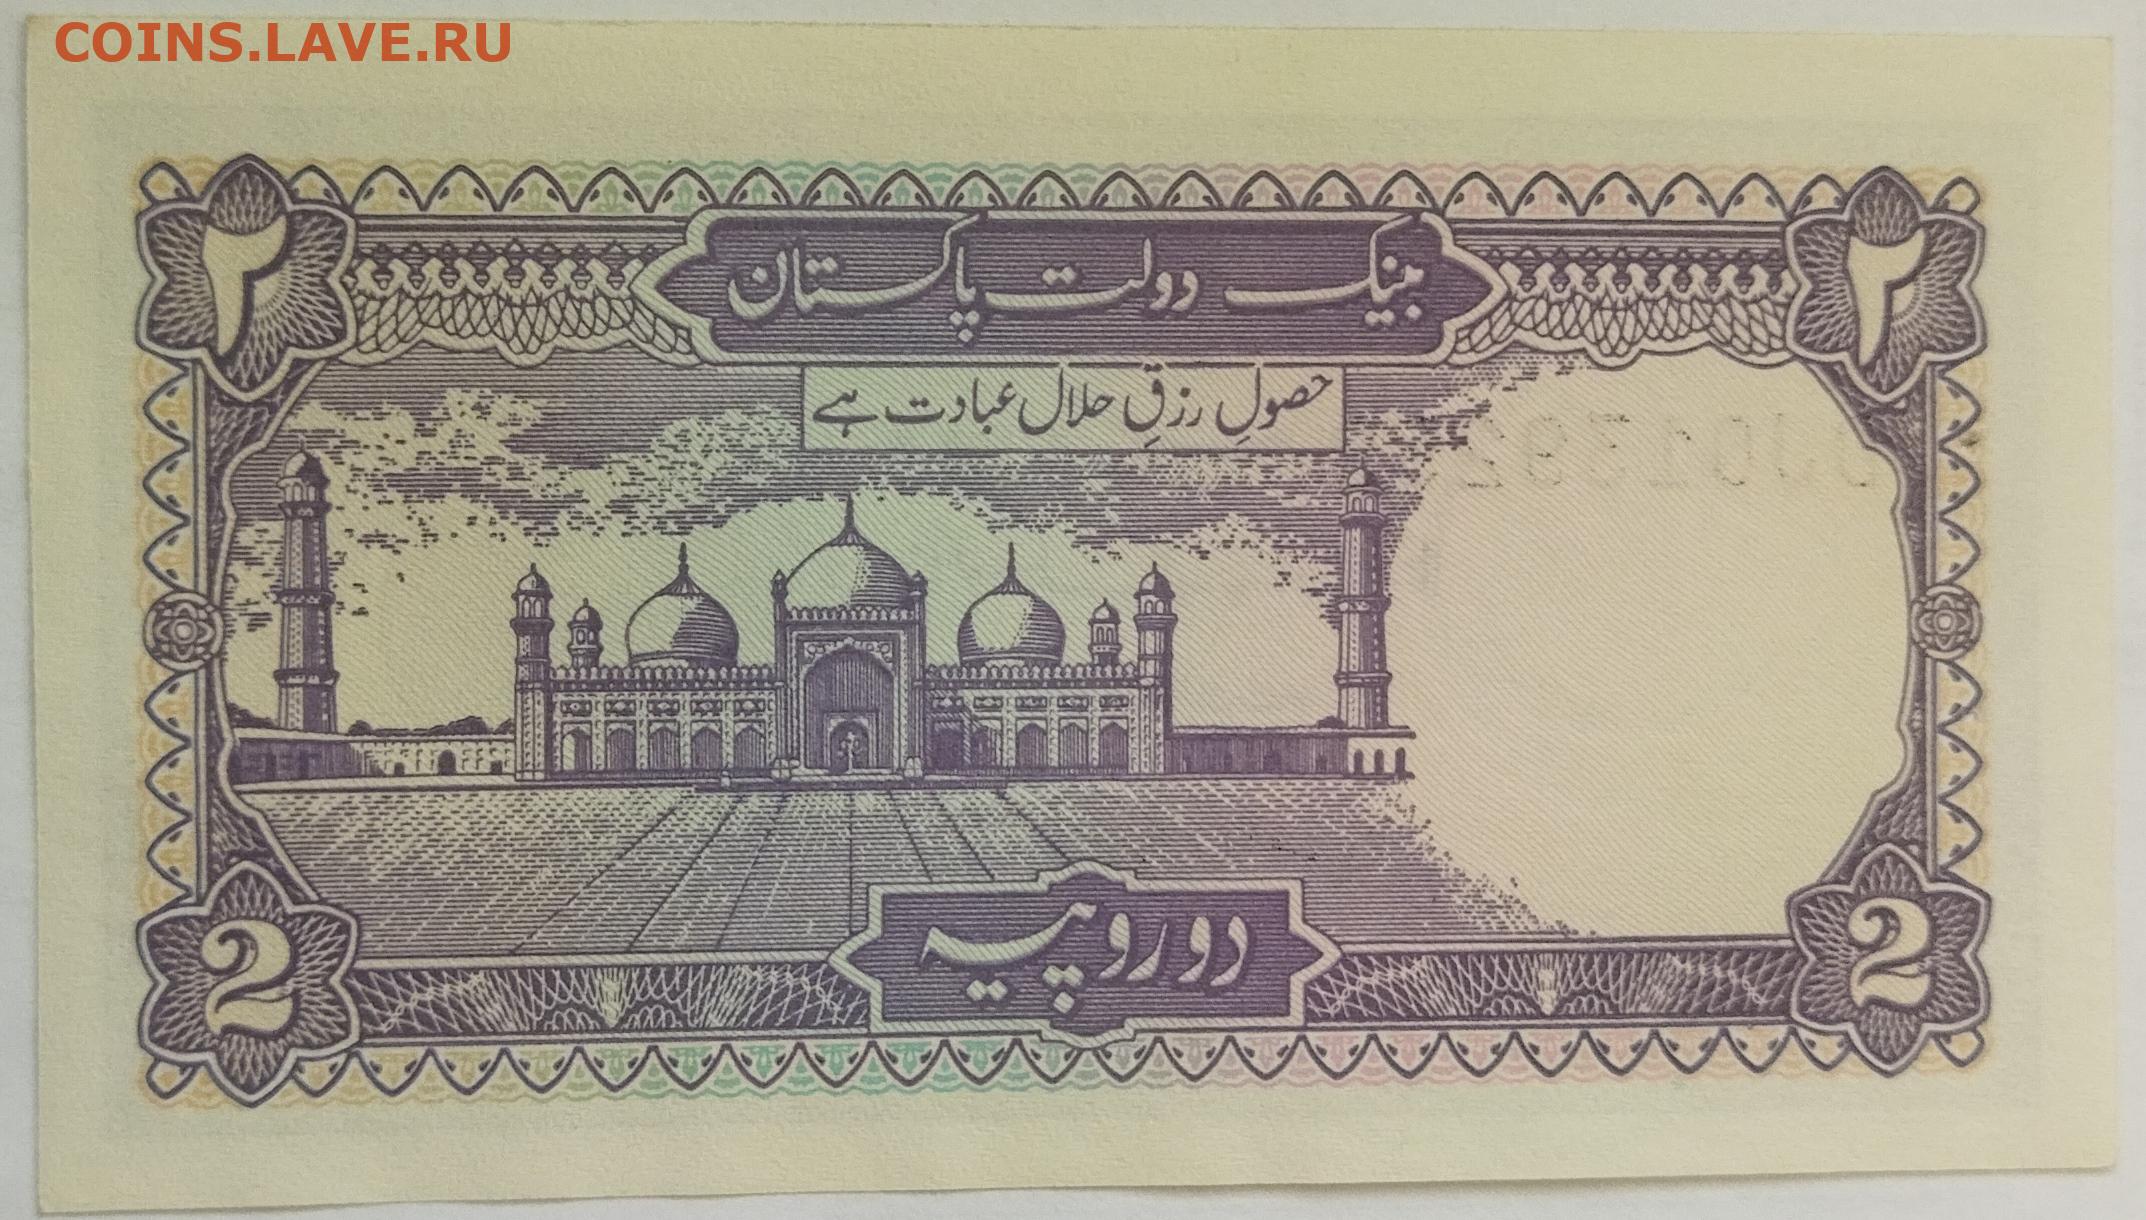 COINS.LAVE.RU
۲ ۲
بینک دولت پاکستان
حصولِ رزقِ حلال عبادت ہے
دو روپیہ
2 2